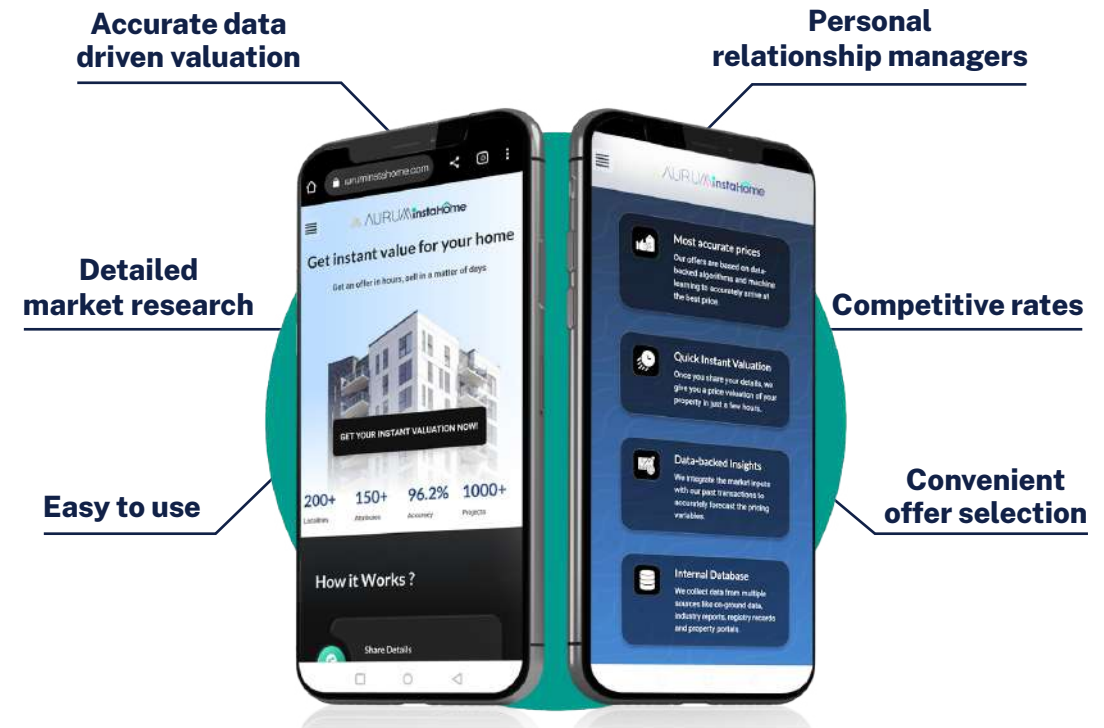 Accurate data
driven valuation
Personal
relationship managers
Detailed
market research
Competitive rates
Easy to use
Convenient
offer selection
auruminstahome.com
AURUM instaHome
Get instant value for your home
Get an offer in hours, sell in a matter of days
GET YOUR INSTANT VALUATION NOW!
200+ 150+ 96.2% 1000+
Localities Attributes Accuracy Projects
How it Works ?
Share Details
AURUM instaHome
Most accurate prices
Our offers are based on data-
backed algorithms and machine
learning to accurately arrive at
the best price.
Quick Instant Valuation
Once you share your details, we
give you a price valuation of your
property in just a few hours.
Data-backed Insights
We integrate the market inputs
with our past transactions to
accurately forecast the pricing
variables.
Internal Database
We collect data from multiple
sources like on-ground data,
industry reports, registry records
and property portals.